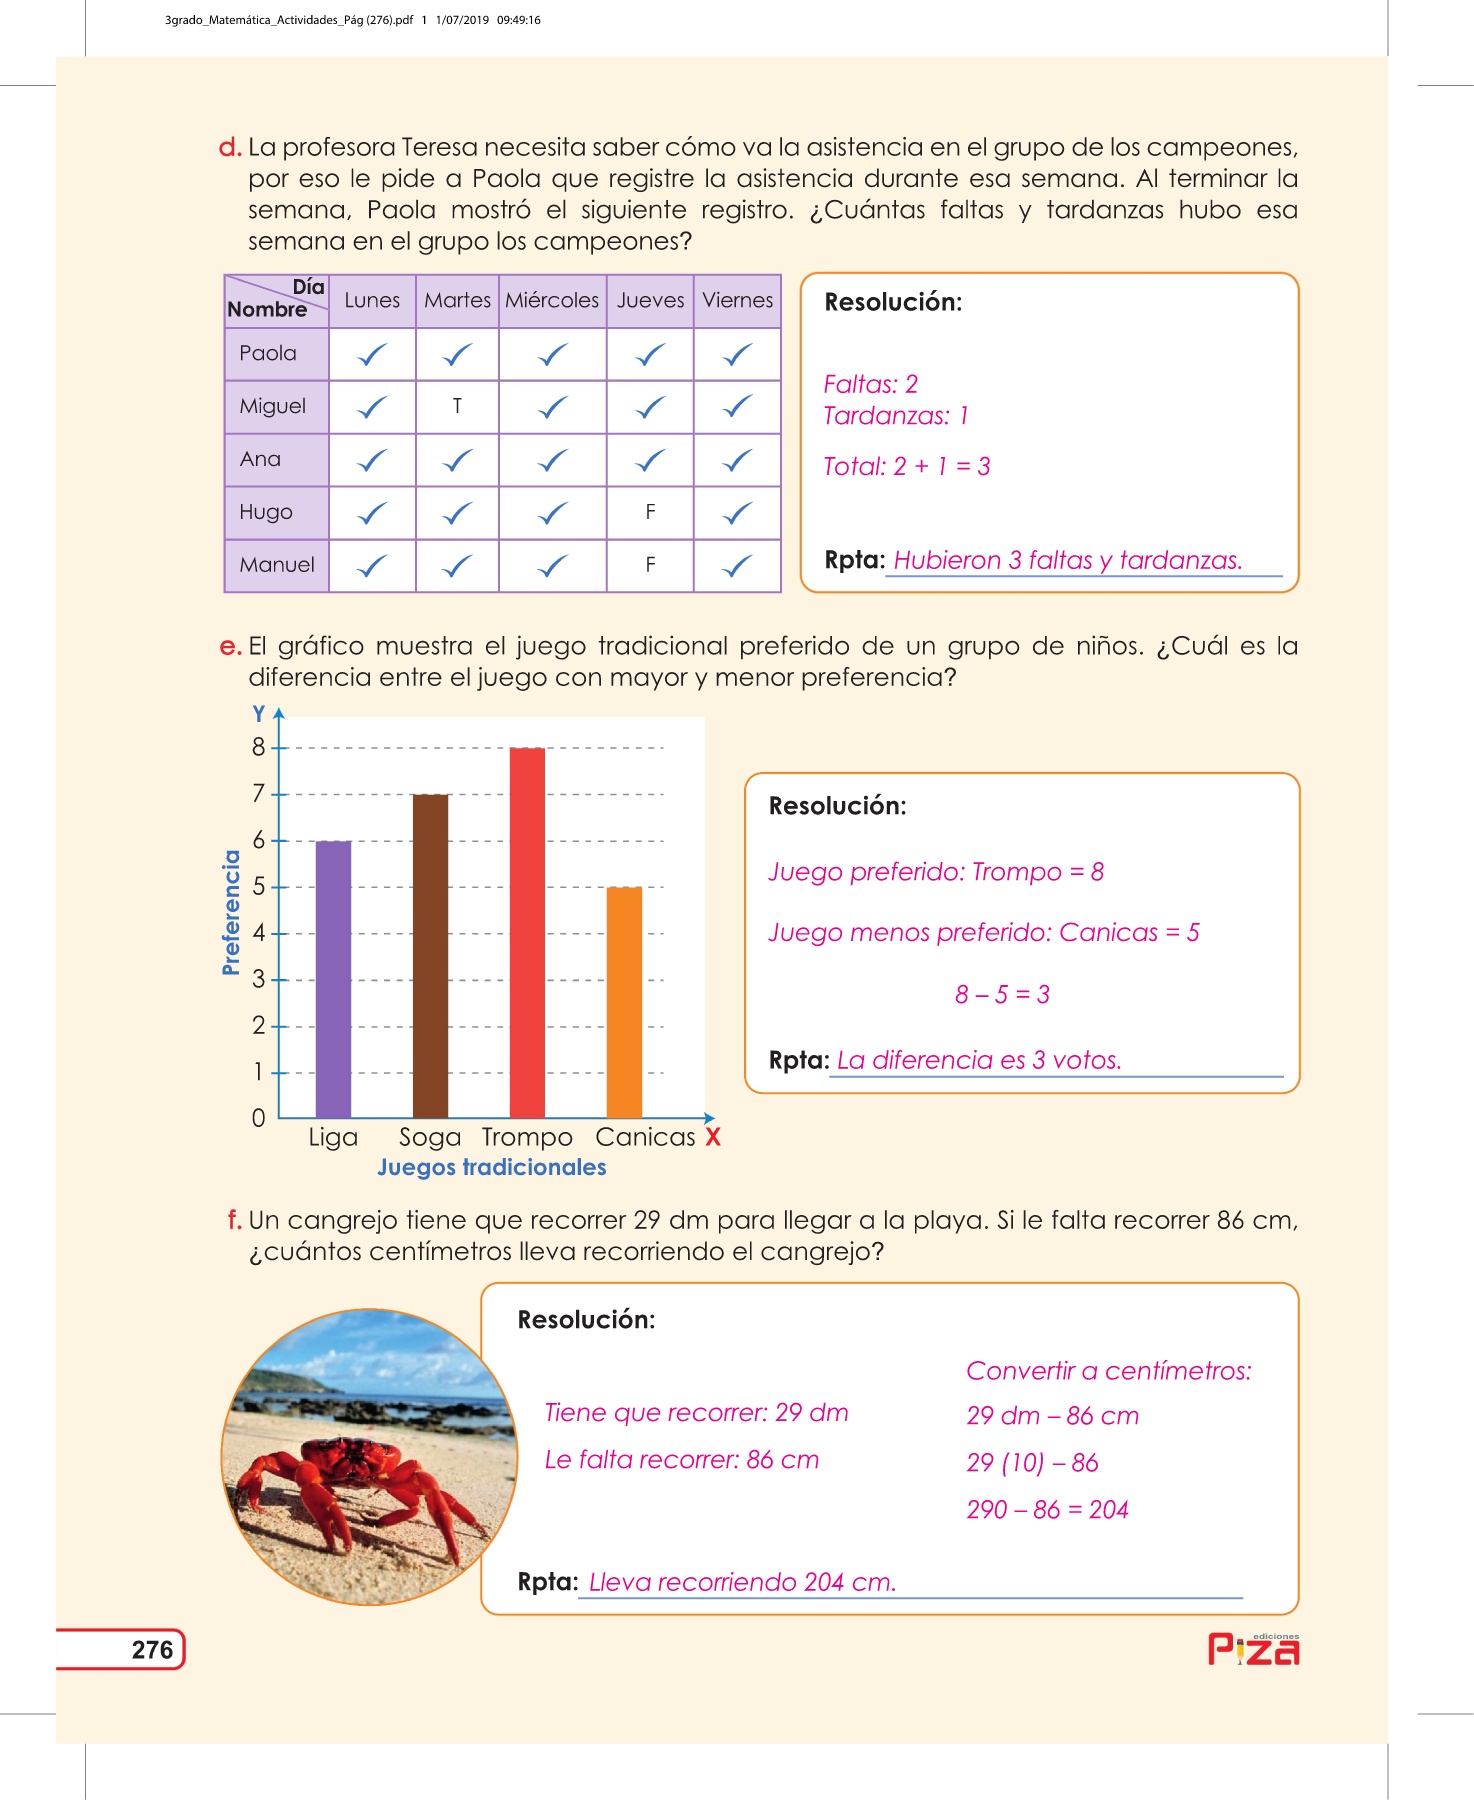 3grado_Matemática_Actividades_Pág (276).pdf 1 1/07/2019 09:49:16
d. La profesora Teresa necesita saber cómo va la asistencia en el grupo de los campeones,
por eso le pide a Paola que registre la asistencia durante esa semana. Al terminar la
semana, Paola mostró el siguiente registro. ¿Cuántas faltas y tardanzas hubo esa
semana en el grupo los campeones?
Día
Nombre
Lunes Martes Miércoles Jueves Viernes
Paola ✓ ✓ ✓ ✓ ✓
Miguel ✓ T ✓ ✓ ✓
Ana ✓ ✓ ✓ ✓ ✓
Hugo ✓ ✓ ✓ F ✓
Manuel ✓ ✓ ✓ F ✓
Resolución:
Faltas: 2
Tardanzas: 1
Total: 2 + 1 = 3
Rpta: Hubieron 3 faltas y tardanzas.
e. El gráfico muestra el juego tradicional preferido de un grupo de niños. ¿Cuál es la
diferencia entre el juego con mayor y menor preferencia?
Y
8
7
6
5
4
3
2
1
0
Preferencia
Liga Soga Trompo Canicas X
Juegos tradicionales
Resolución:
Juego preferido: Trompo = 8
Juego menos preferido: Canicas = 5
8 – 5 = 3
Rpta: La diferencia es 3 votos.
f. Un cangrejo tiene que recorrer 29 dm para llegar a la playa. Si le falta recorrer 86 cm,
¿cuántos centímetros lleva recorriendo el cangrejo?
Resolución:
Tiene que recorrer: 29 dm
Le falta recorrer: 86 cm
Convertir a centímetros:
29 dm – 86 cm
29 (10) – 86
290 – 86 = 204
Rpta: Lleva recorriendo 204 cm.
276
ediciones
Piza